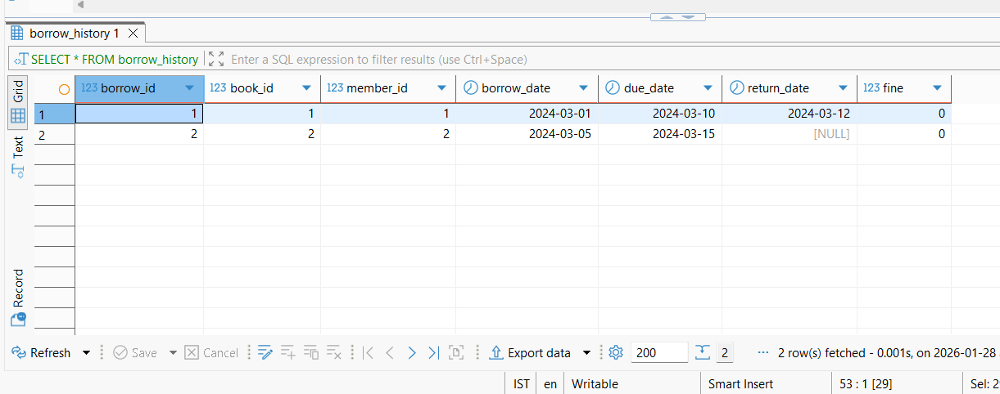 borrow_history 1
SELECT * FROM borrow_history Enter a SQL expression to filter results (use Ctrl+Space)
Grid
Text
Record
123 borrow_id 123 book_id 123 member_id borrow_date due_date return_date 123 fine
1 1 1 1 2024-03-01 2024-03-10 2024-03-12 0
2 2 2 2 2024-03-05 2024-03-15 [NULL] 0
Refresh Save Cancel Export data 200 2 ... 2 row(s) fetched - 0.001s, on 2026-01-28
IST en Writable Smart Insert 53 : 1 [29] Sel: 2